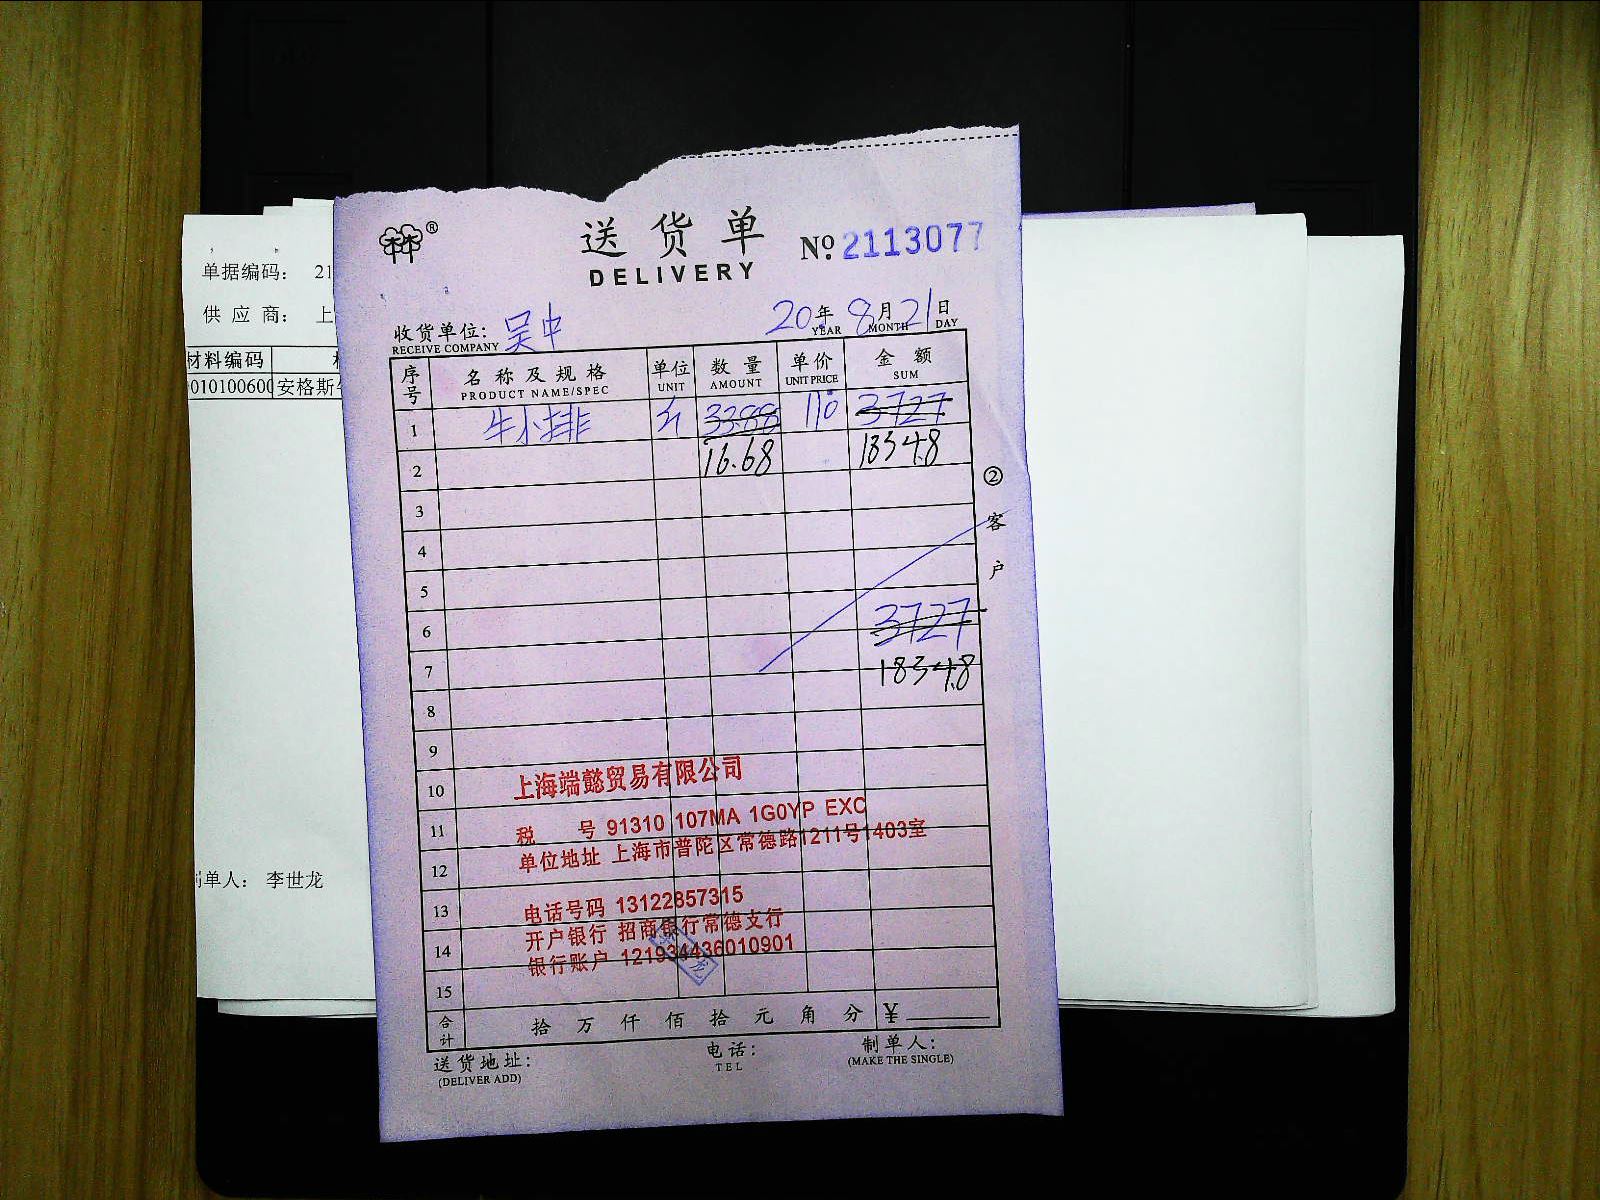 单据编码： 21
供 应 商： 上
材料编码
010100600 安格斯牛
制单人： 李世龙
送货单
DELIVERY
No. 2113077
收货单位: 吴中
RECEIVE COMPANY
20年 8月 21日
YEAR MONTH DAY
序号 名称及规格 单位 数量 单价 金额
PRODUCT NAME/SPEC UNIT AMOUNT UNIT PRICE SUM
1 牛小排 斤 3388 110 3727
2 16.68 1834.8
3
4
5
6 3727
7 1834.8
8
9
10
上海端懿贸易有限公司
11 税 号 91310 107MA 1G0YP EXC
12 单位地址 上海市普陀区常德路1211号1403室
13 电话号码 13122857315
14 开户银行 招商银行常德支行
银行账户 121934436010901
15
合计 拾 万 仟 佰 拾 元 角 分 ¥
送货地址: 电话: 制单人:
(DELIVER ADD) TEL (MAKE THE SINGLE)
②客户